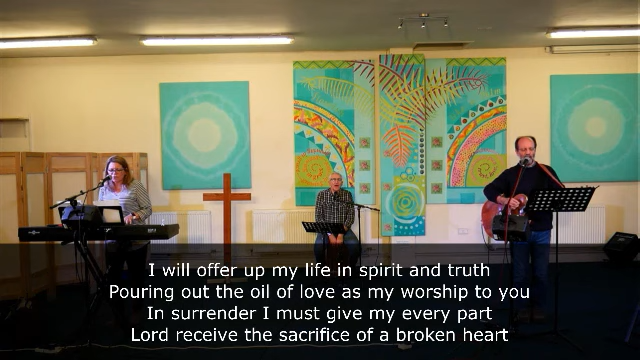 I will offer up my life in spirit and truth
Pouring out the oil of love as my worship to you
In surrender I must give my every part
Lord receive the sacrifice of a broken heart